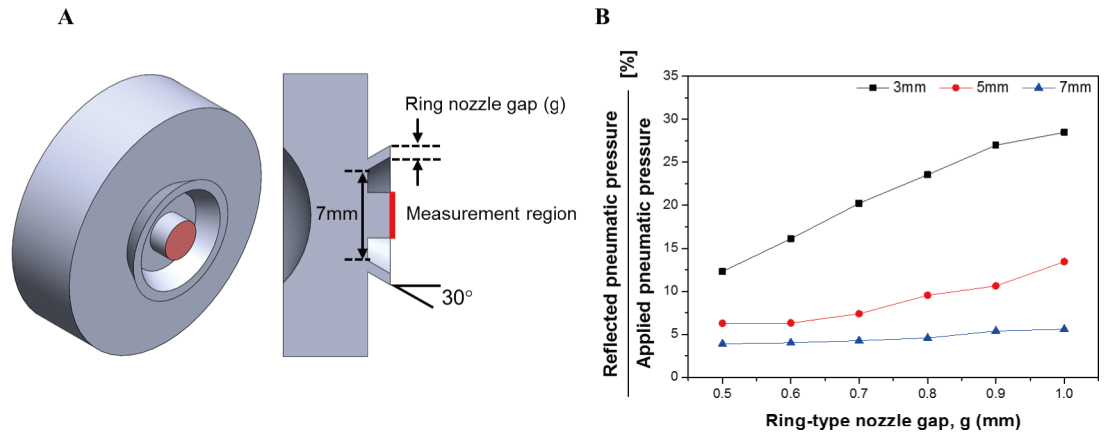 A
Ring nozzle gap (g)
7mm
Measurement region
30°
B
Reflected pneumatic pressure
Applied pneumatic pressure
[%]
3mm 5mm 7mm
35
30
25
20
15
10
5
0
0.5 0.6 0.7 0.8 0.9 1.0
Ring-type nozzle gap, g (mm)